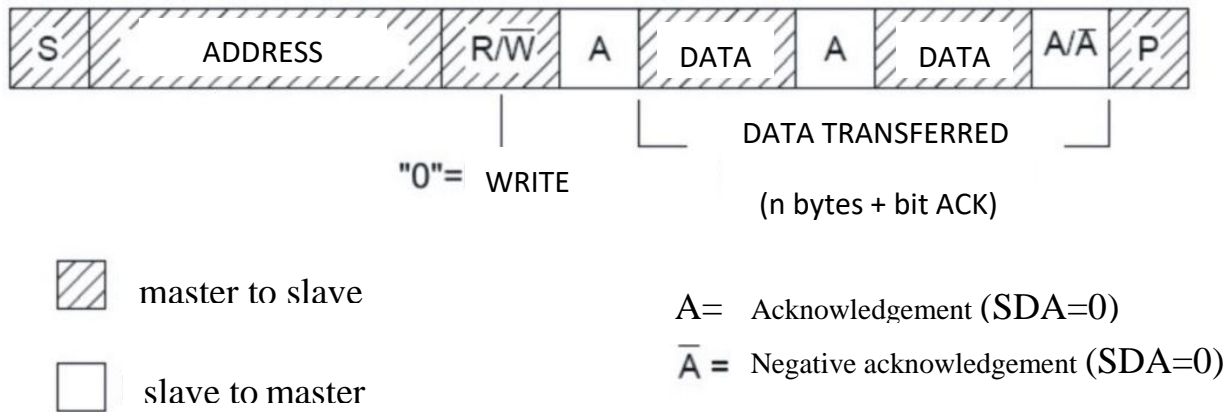 S ADDRESS R/W̅ A DATA A DATA A/A̅ P
DATA TRANSFERRED
"0"= WRITE
(n bytes + bit ACK)
master to slave
A= Acknowledgement (SDA=0)
A̅ = Negative acknowledgement (SDA=0)
slave to master